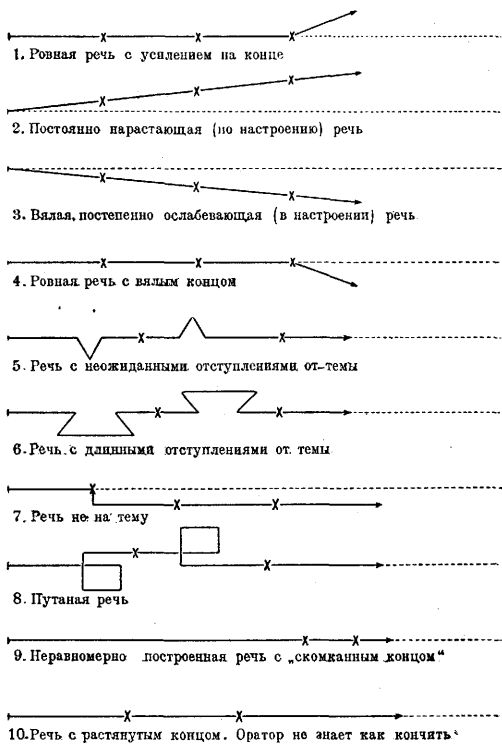 1. Ровная речь с усилением на конце
2. Постоянно нарастающая (по настроению) речь
3. Вялая, постепенно ослабевающая (в настроении) речь
4. Ровная речь с вялым концом
5. Речь с неожиданными отступлениями от темы
6. Речь с длинными отступлениями от темы
7. Речь не на тему
8. Путаная речь
9. Неравномерно построенная речь с „скомканным концом“
10. Речь с растянутым концом. Оратор не знает как кончить